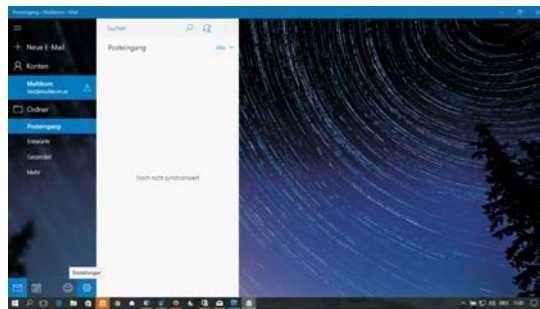 Posteingang - Multikom - Mail
Suchen
Neue E-Mail
Posteingang
Alle
Konten
Multikom
Ordner
Posteingang
Entwürfe
Gesendet
Mehr
Noch nicht synchronisiert
Einstellungen